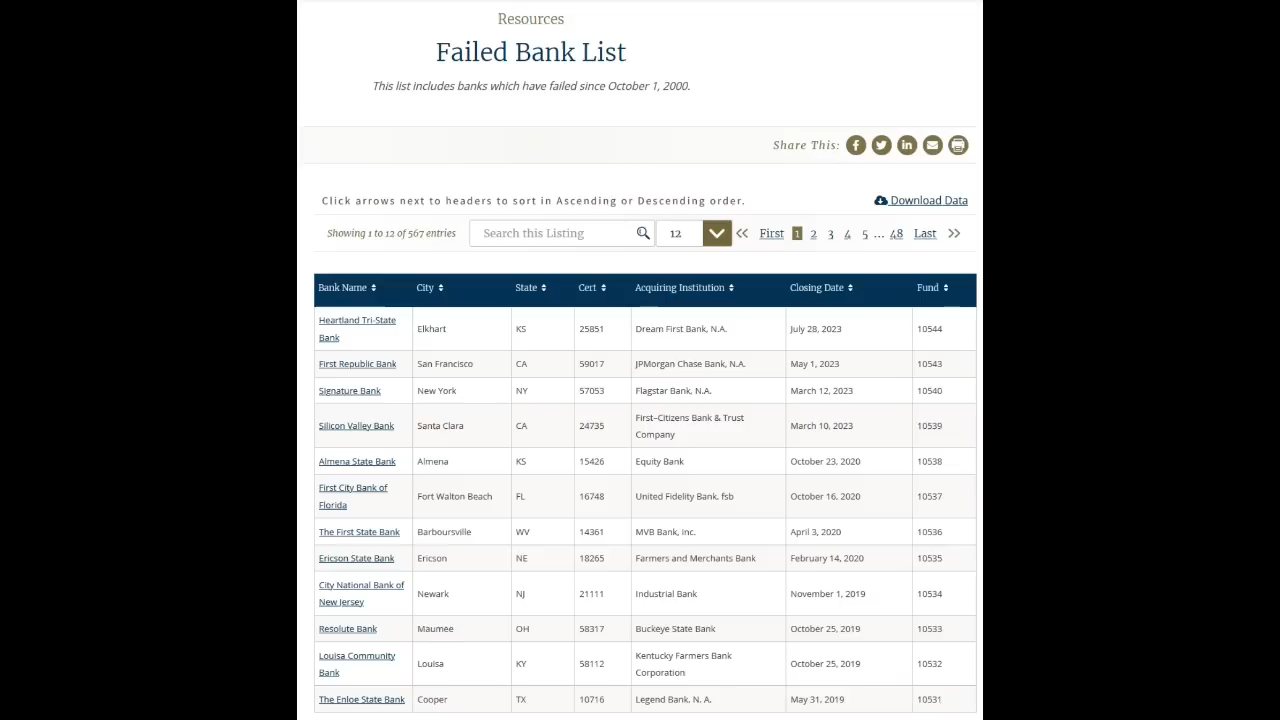 Resources
Failed Bank List
This list includes banks which have failed since October 1, 2000.
Share This:
Click arrows next to headers to sort in Ascending or Descending order.
Download Data
Showing 1 to 12 of 567 entries Search this Listing 12 First 1 2 3 4 5 ... 48 Last
Bank Name City State Cert Acquiring Institution Closing Date Fund
Heartland Tri-State
Bank
Elkhart KS 25851 Dream First Bank, N.A. July 28, 2023 10544
First Republic Bank San Francisco CA 59017 JPMorgan Chase Bank, N.A. May 1, 2023 10543
Signature Bank New York NY 57053 Flagstar Bank, N.A. March 12, 2023 10540
Silicon Valley Bank Santa Clara CA 24735
First–Citizens Bank & Trust
Company
March 10, 2023 10539
Almena State Bank Almena KS 15426 Equity Bank October 23, 2020 10538
First City Bank of
Florida
Fort Walton Beach FL 16748 United Fidelity Bank, fsb October 16, 2020 10537
The First State Bank Barboursville WV 14361 MVB Bank, Inc. April 3, 2020 10536
Ericson State Bank Ericson NE 18265 Farmers and Merchants Bank February 14, 2020 10535
City National Bank of
New Jersey
Newark NJ 21111 Industrial Bank November 1, 2019 10534
Resolute Bank Maumee OH 58317 Buckeye State Bank October 25, 2019 10533
Louisa Community
Bank
Louisa KY 58112
Kentucky Farmers Bank
Corporation
October 25, 2019 10532
The Enloe State Bank Cooper TX 10716 Legend Bank, N. A. May 31, 2019 10531